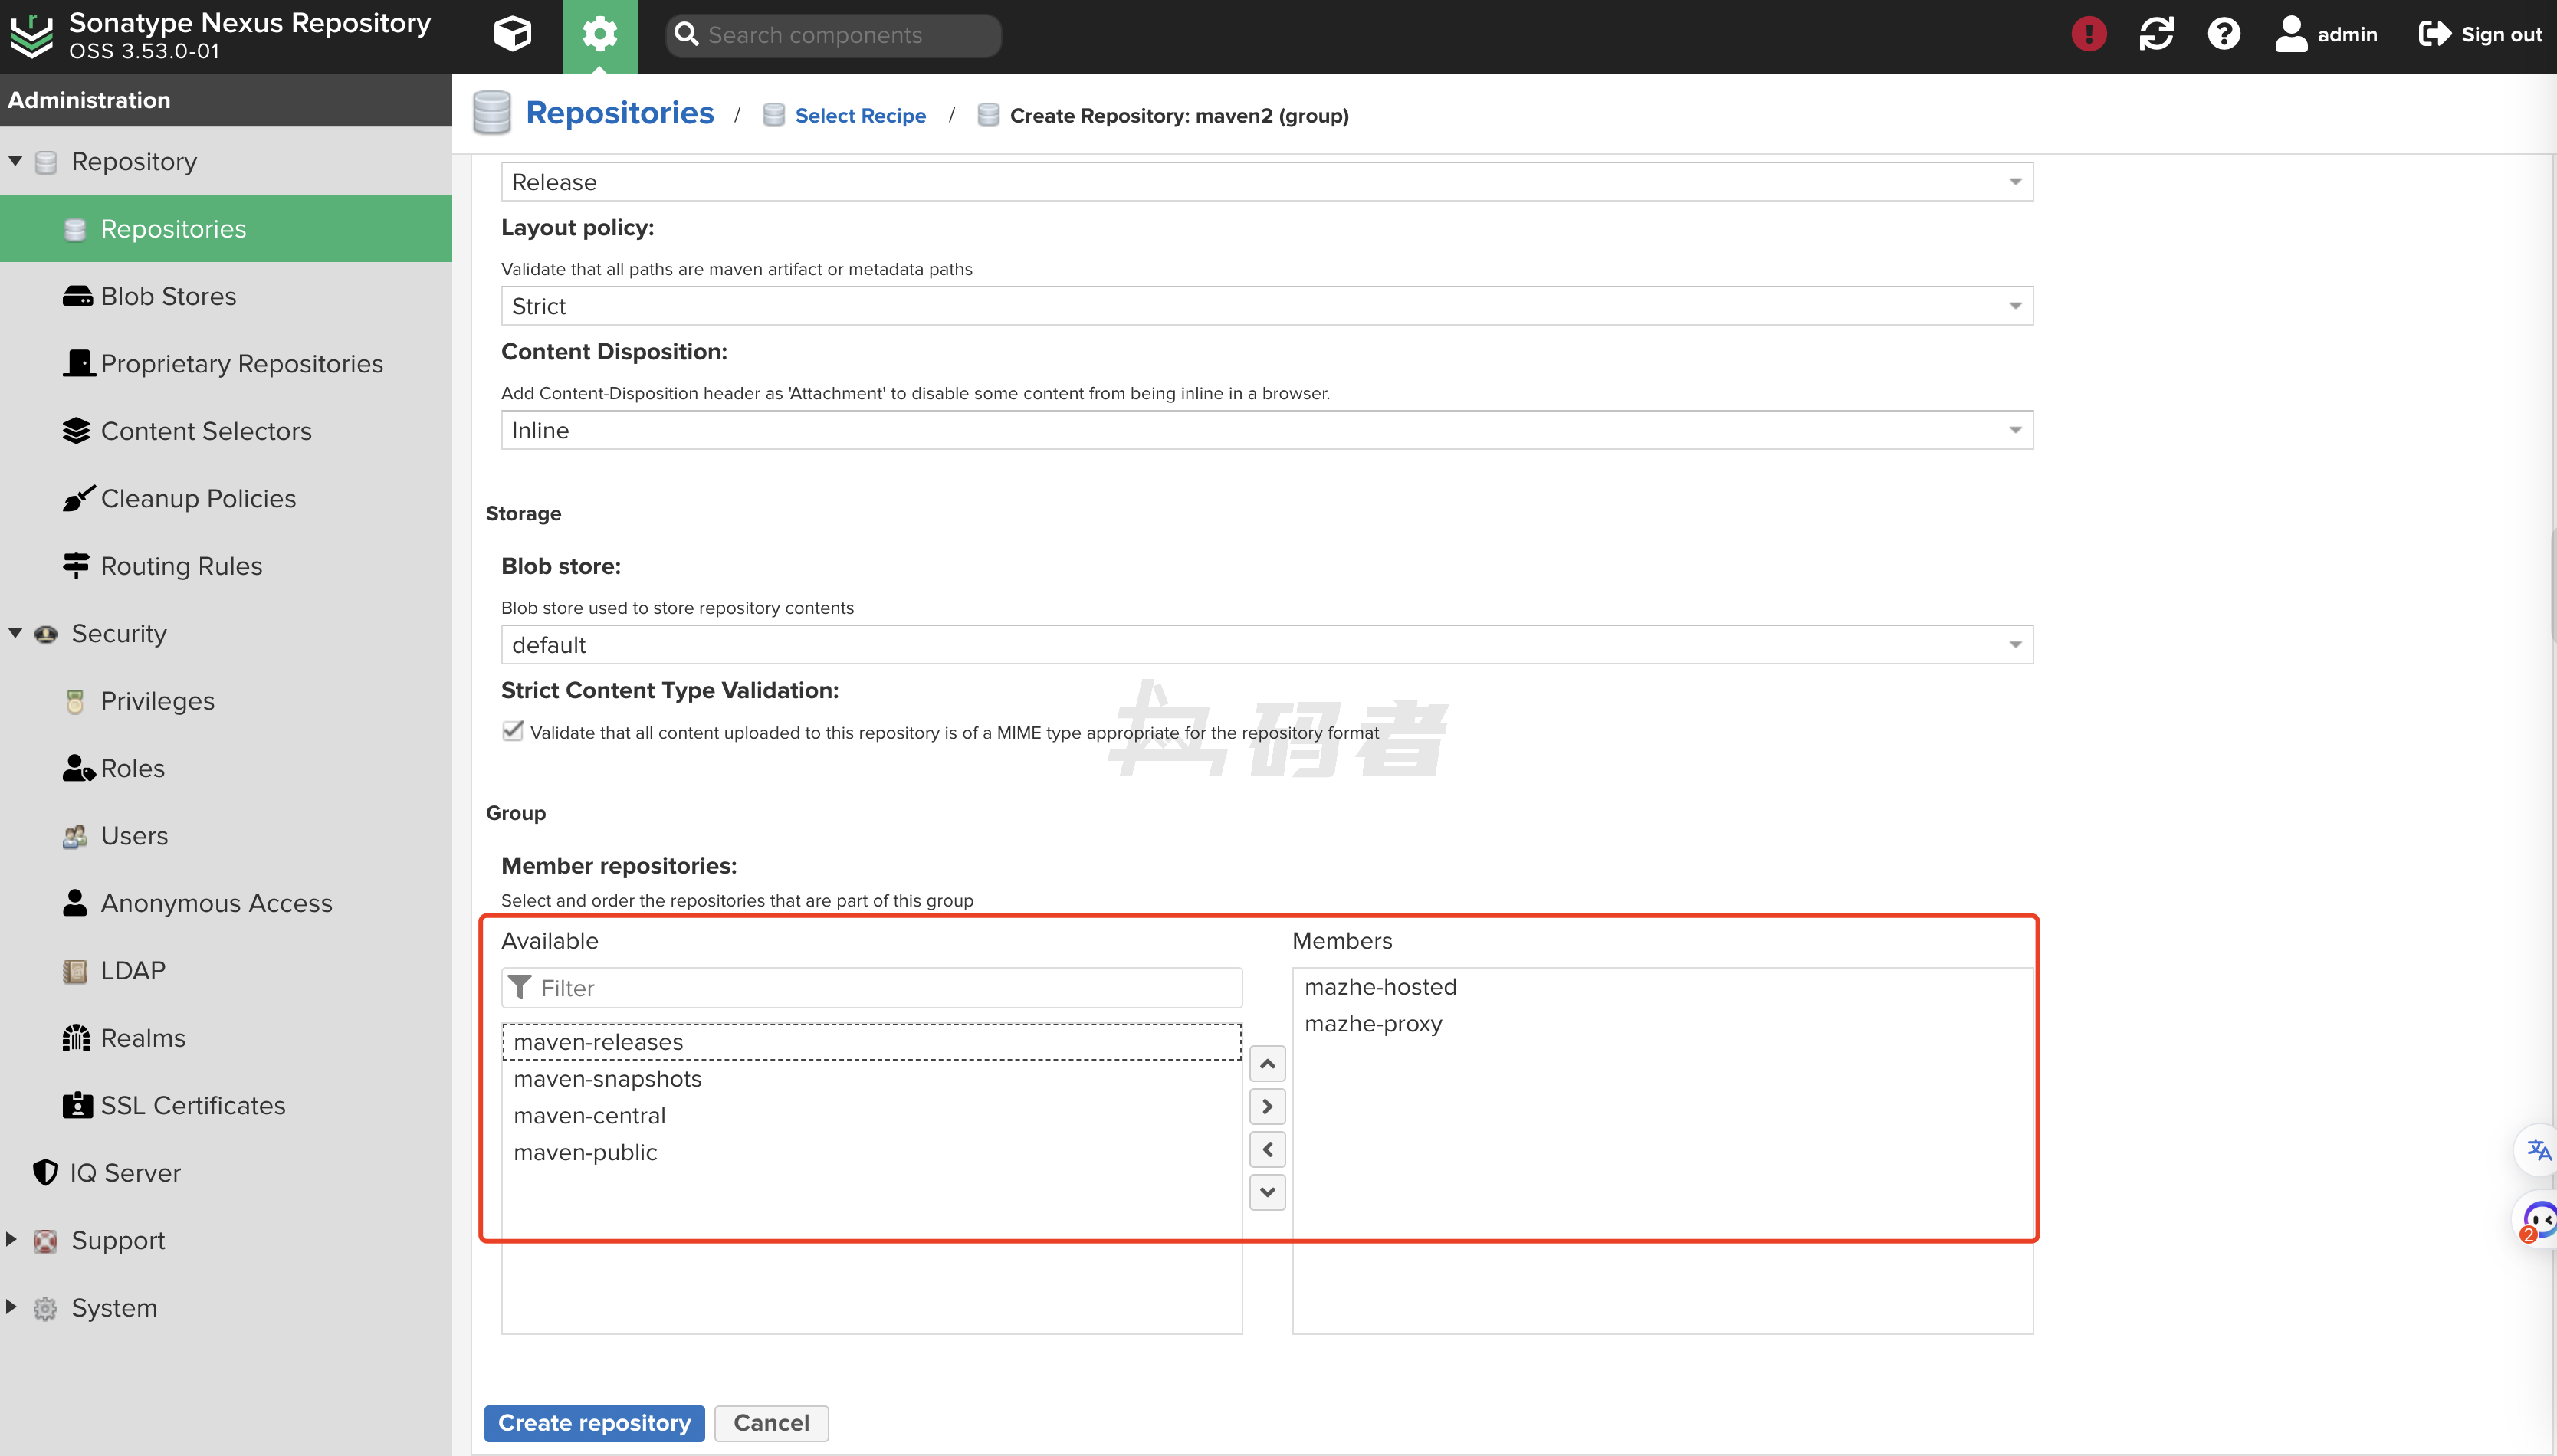 Sonatype Nexus Repository
OSS 3.53.0-01
Search components
admin
Sign out
Administration
Repository
Repositories
Blob Stores
Proprietary Repositories
Content Selectors
Cleanup Policies
Routing Rules
Security
Privileges
Roles
Users
Anonymous Access
LDAP
Realms
SSL Certificates
IQ Server
Support
System
Repositories / Select Recipe / Create Repository: maven2 (group)
Release
Layout policy:
Validate that all paths are maven artifact or metadata paths
Strict
Content Disposition:
Add Content-Disposition header as 'Attachment' to disable some content from being inline in a browser.
Inline
Storage
Blob store:
Blob store used to store repository contents
default
Strict Content Type Validation:
Validate that all content uploaded to this repository is of a MIME type appropriate for the repository format
码者
Group
Member repositories:
Select and order the repositories that are part of this group
Available
Filter
maven-releases
maven-snapshots
maven-central
maven-public
Members
mazhe-hosted
mazhe-proxy
Create repository
Cancel
2